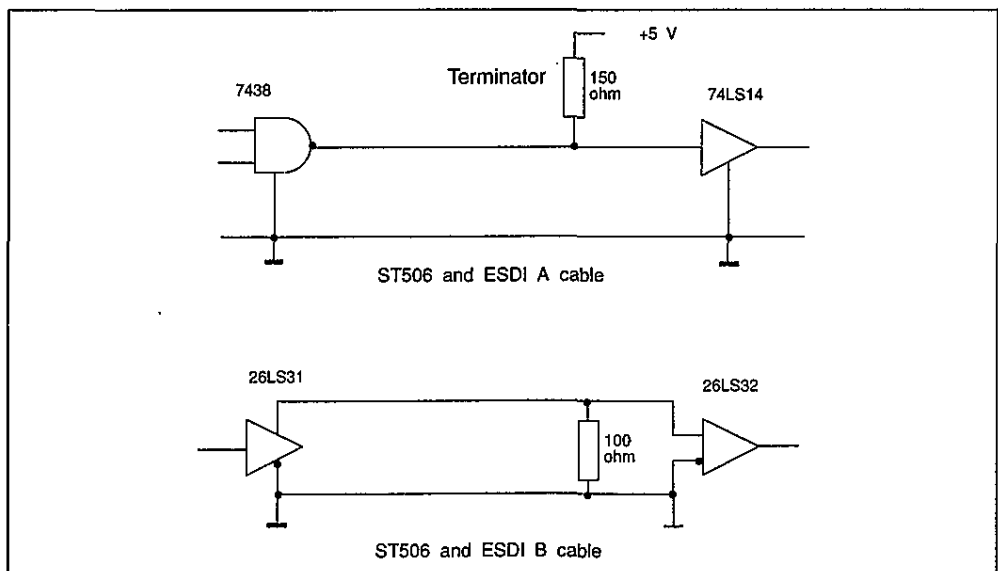 +5 V
Terminator
150
ohm
7438
74LS14
ST506 and ESDI A cable
26LS31
26LS32
100
ohm
ST506 and ESDI B cable